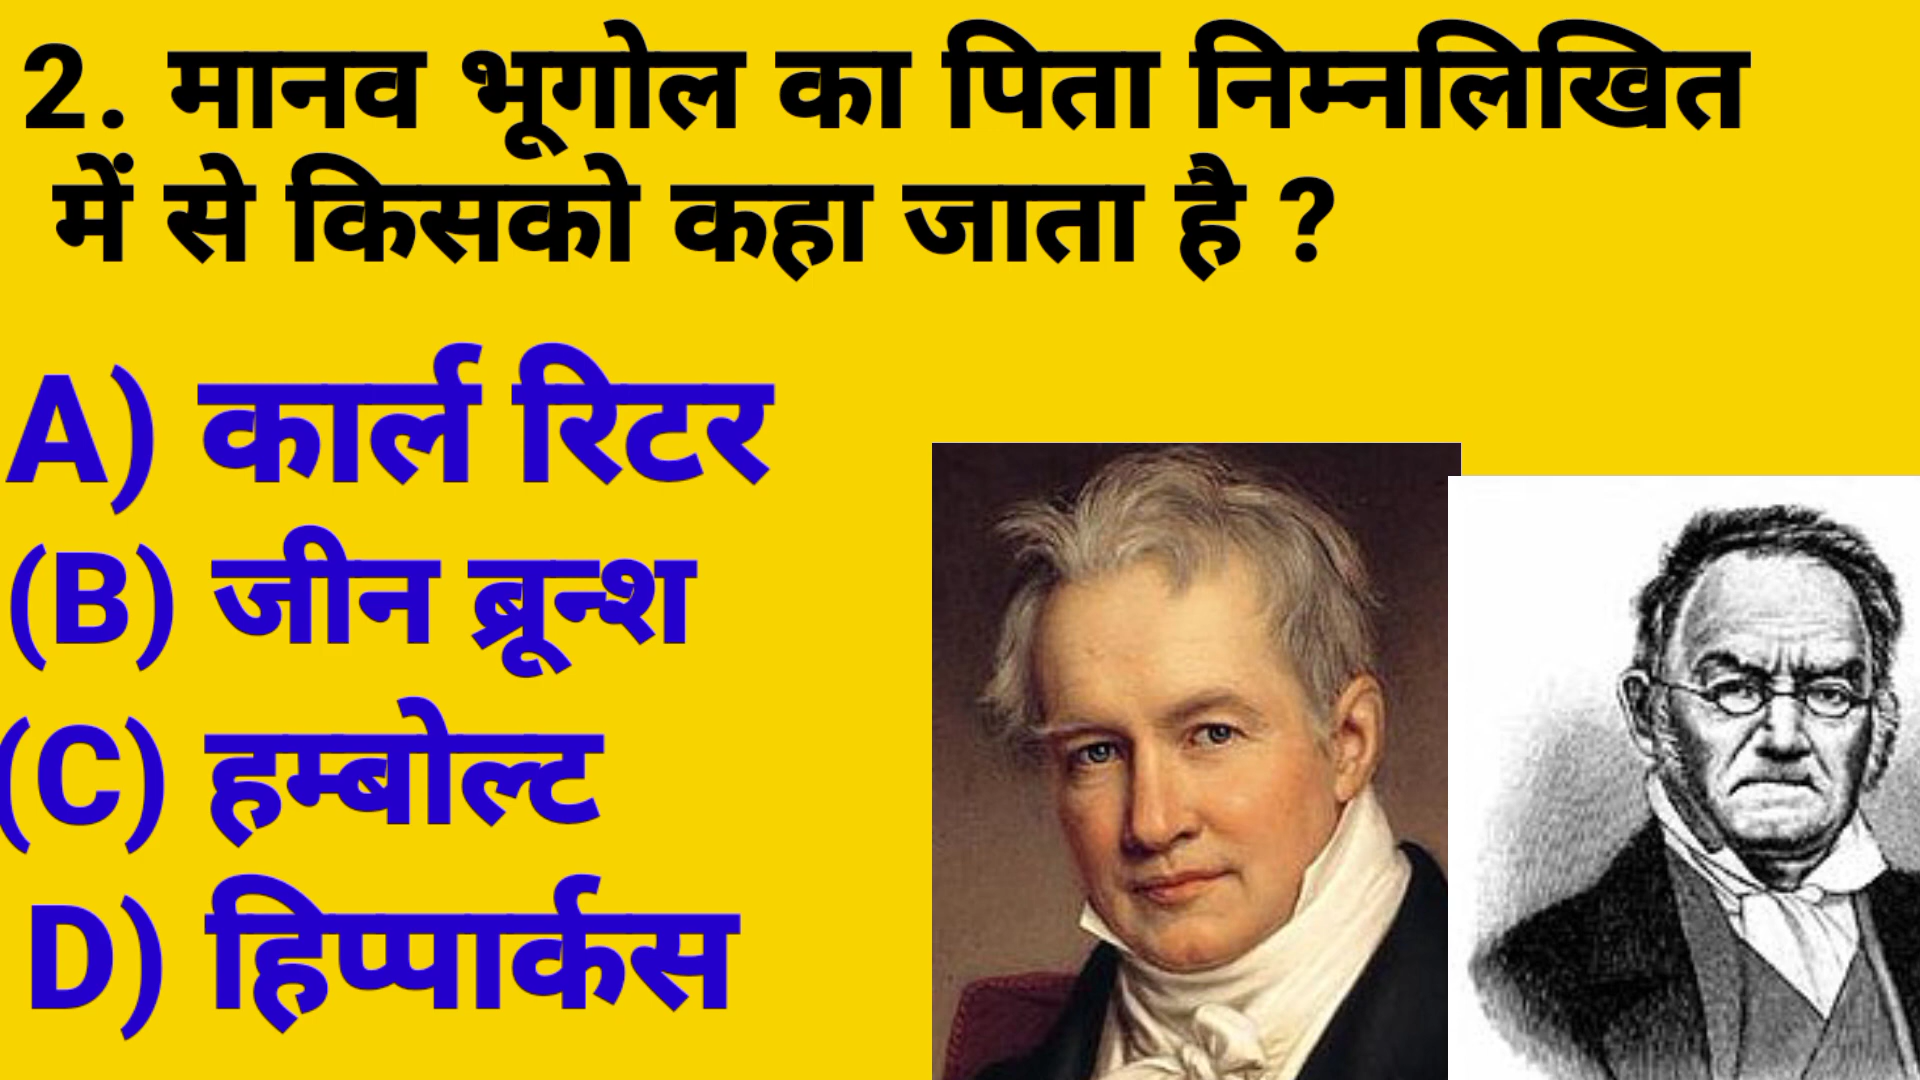 2. मानव भूगोल का पिता निम्नलिखित
में से किसको कहा जाता है ?
A) कार्ल रिटर
(B) जीन ब्रून्श
(C) हम्बोल्ट
D) हिप्पार्कस